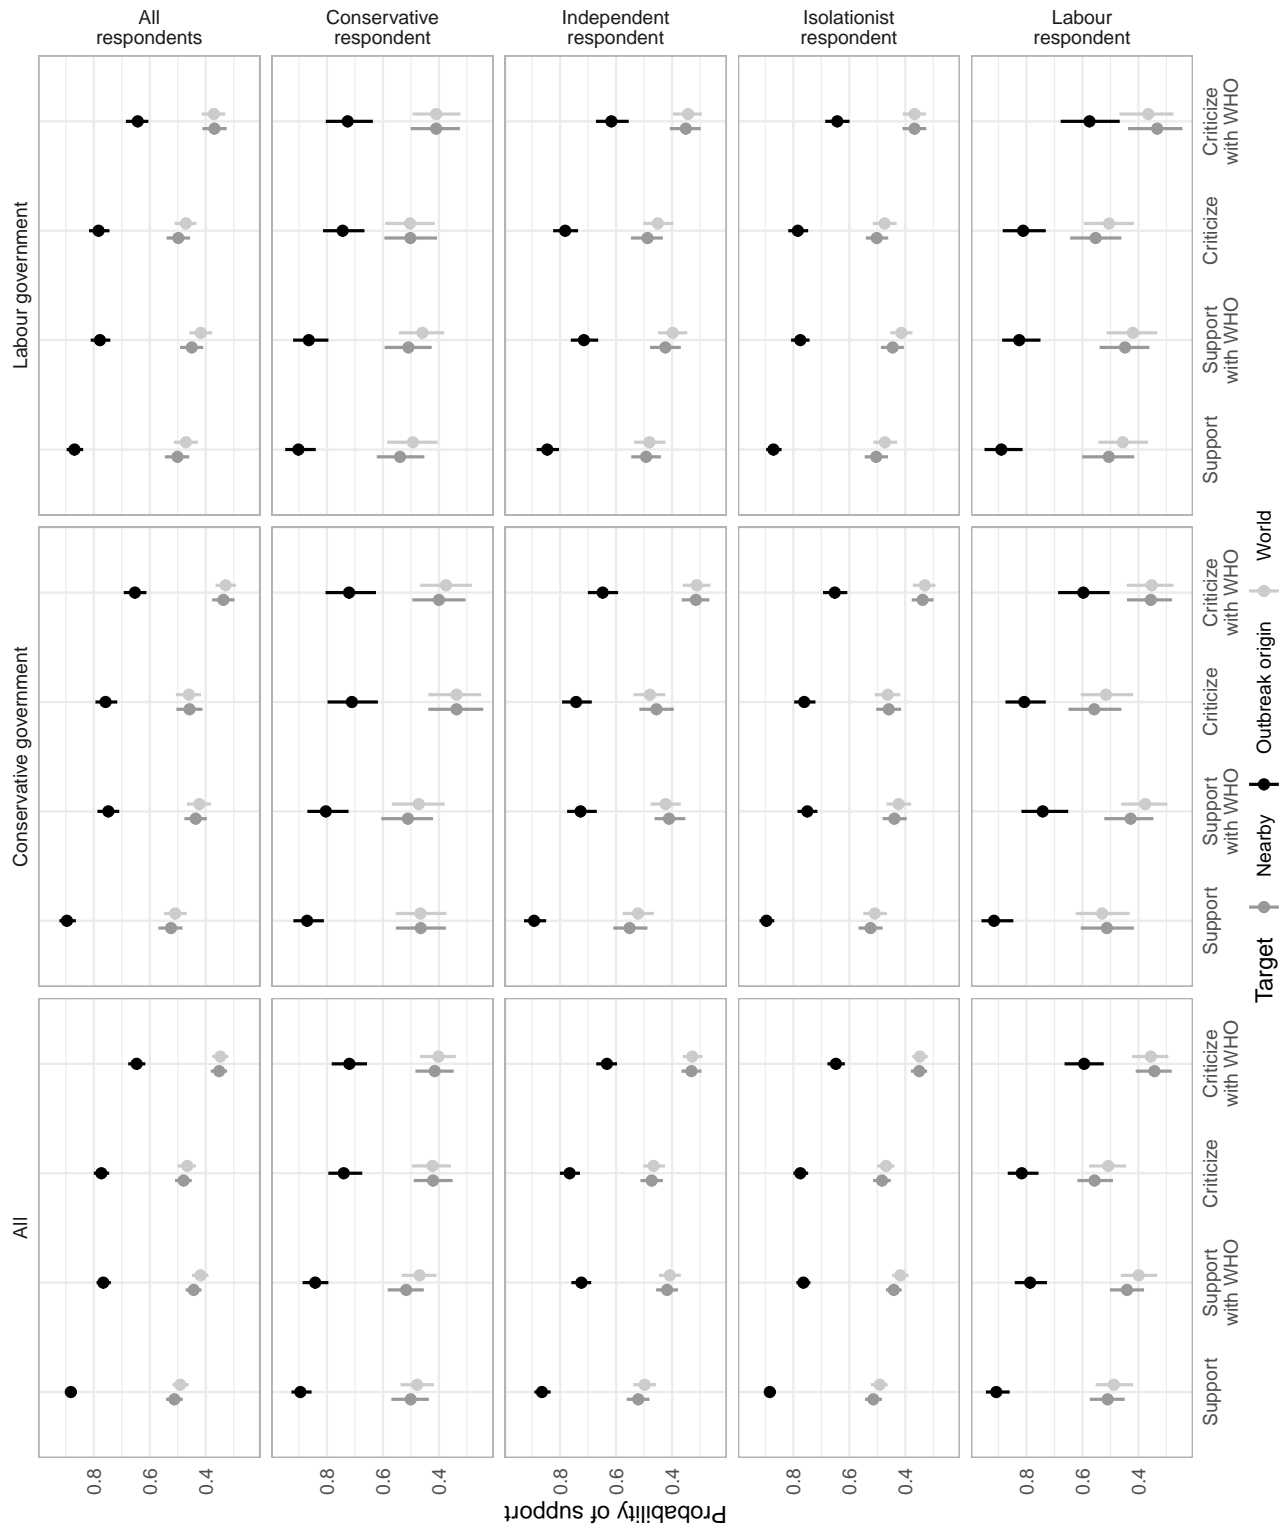 All
respondents
Conservative
respondent
Independent
respondent
Isolationist
respondent
Labour
respondent
Labour government
Conservative government
All
Criticize
with WHO
Criticize
Support
with WHO
Support
Criticize
with WHO
Criticize
Support
with WHO
Support
Criticize
with WHO
Criticize
Support
with WHO
Support
0.8
0.6
0.4
0.8
0.6
0.4
0.8
0.6
0.4
0.8
0.6
0.4
0.8
0.6
0.4
Probability of support
Target Nearby Outbreak origin World